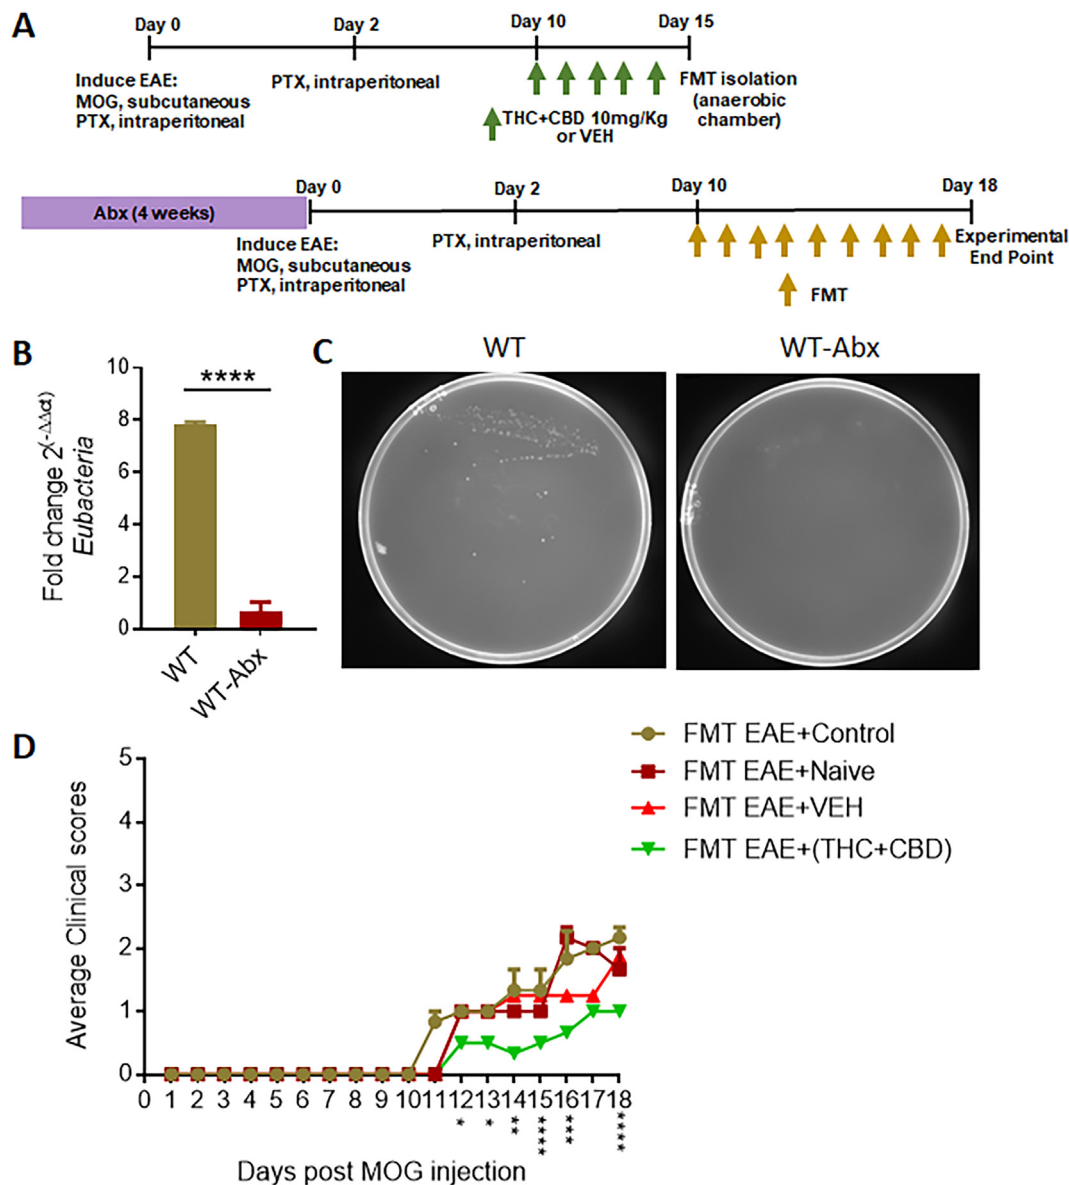 A
Day 0
Day 2
Day 10
Day 15
Induce EAE:
MOG, subcutaneous
PTX, intraperitoneal
PTX, intraperitoneal
THC+CBD 10mg/Kg
or VEH
FMT isolation
(anaerobic
chamber)
Abx (4 weeks)
Day 0
Day 2
Day 10
Day 18
Induce EAE:
MOG, subcutaneous
PTX, intraperitoneal
PTX, intraperitoneal
FMT
Experimental
End Point
B
Fold change 2(-ΔΔct)
Eubacteria
10
8
6
4
2
0
****
WT
WT-Abx
C
WT
WT-Abx
D
Average Clinical scores
5
4
3
2
1
0
0 1 2 3 4 5 6 7 8 9 10 11 12 13 14 15 16 17 18
* * ** **** *** ****
Days post MOG injection
FMT EAE+Control
FMT EAE+Naive
FMT EAE+VEH
FMT EAE+(THC+CBD)